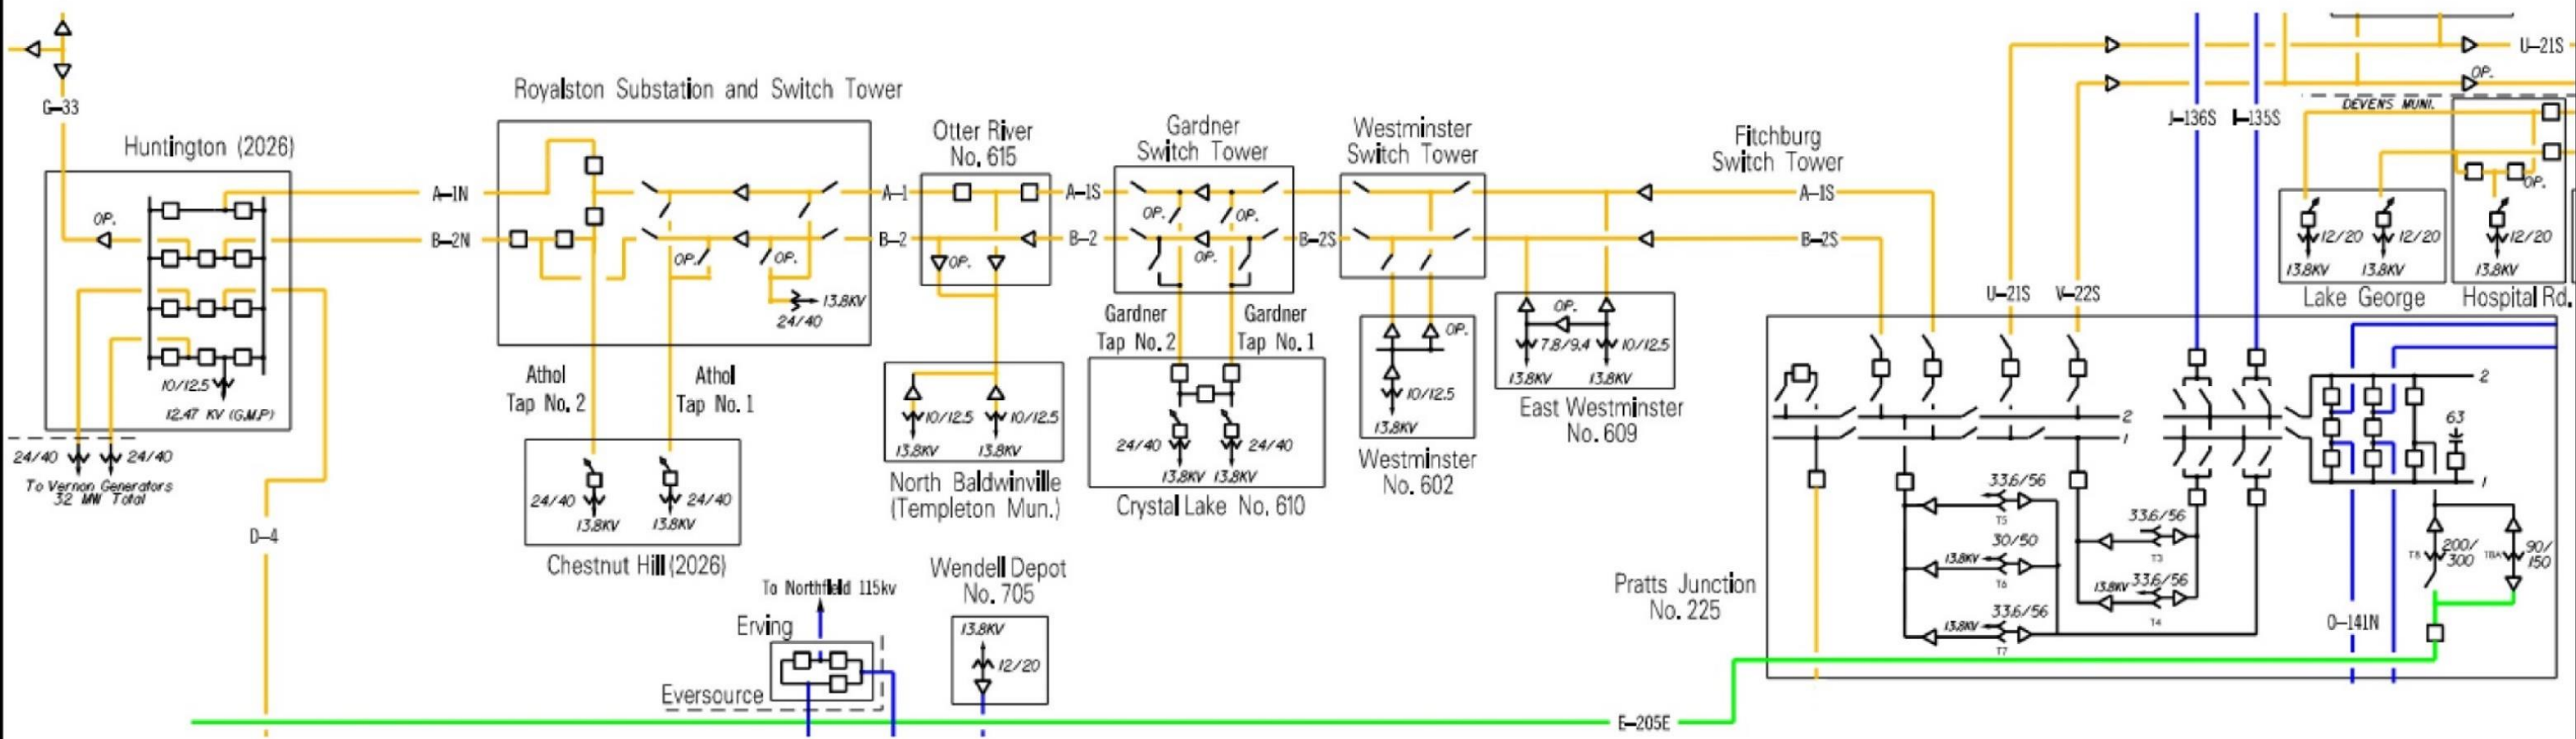 G-33
Huntington (2026)
OP.
10/12.5
12.47 KV (G.M.P)
24/40
24/40
To Vernon Generators
32 MW Total
D-4
A-1N
B-2N
Royalston Substation and Switch Tower
OP.
OP.
13.8KV
24/40
Athol
Tap No. 2
Athol
Tap No. 1
24/40
24/40
13.8KV
13.8KV
Chestnut Hill (2026)
A-1
B-2
Otter River
No. 615
OP.
10/12.5
10/12.5
13.8KV
13.8KV
North Baldwinville
(Templeton Mun.)
A-1S
B-2
Gardner
Switch Tower
OP.
OP.
OP.
Gardner
Tap No. 2
Gardner
Tap No. 1
24/40
24/40
13.8KV
13.8KV
Crystal Lake No. 610
B-2S
Westminster
Switch Tower
OP.
10/12.5
13.8KV
Westminster
No. 602
OP.
7.8/9.4
10/12.5
13.8KV
13.8KV
East Westminster
No. 609
Fitchburg
Switch Tower
A-1S
B-2S
To Northfield 115kv
Erving
Eversource
Wendell Depot
No. 705
13.8KV
12/20
E-205E
Pratts Junction
No. 225
U-21S
V-22S
J-136S
I-135S
U-21S
OP.
DEVENS MUNI.
12/20
12/20
13.8KV
13.8KV
Lake George
OP.
12/20
13.8KV
Hospital Rd.
2
1
33.6/56
T5
30/50
13.8KV
T6
33.6/56
13.8KV
T7
33.6/56
T3
13.8KV
33.6/56
T4
2
63
1
T8
200/
300
T8A
90/
150
O-141N